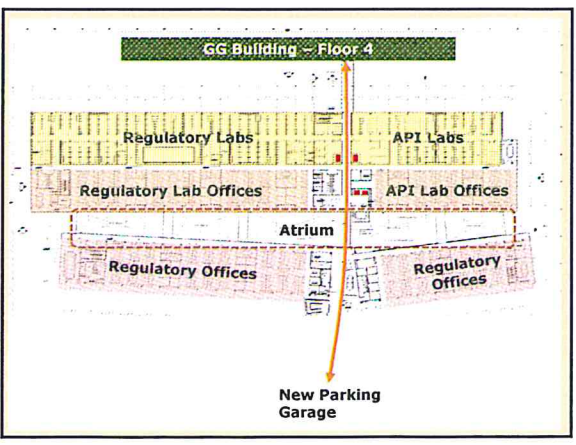 GG Building – Floor 4
Regulatory Labs
API Labs
Regulatory Lab Offices
API Lab Offices
Atrium
Regulatory Offices
Regulatory
Offices
New Parking
Garage